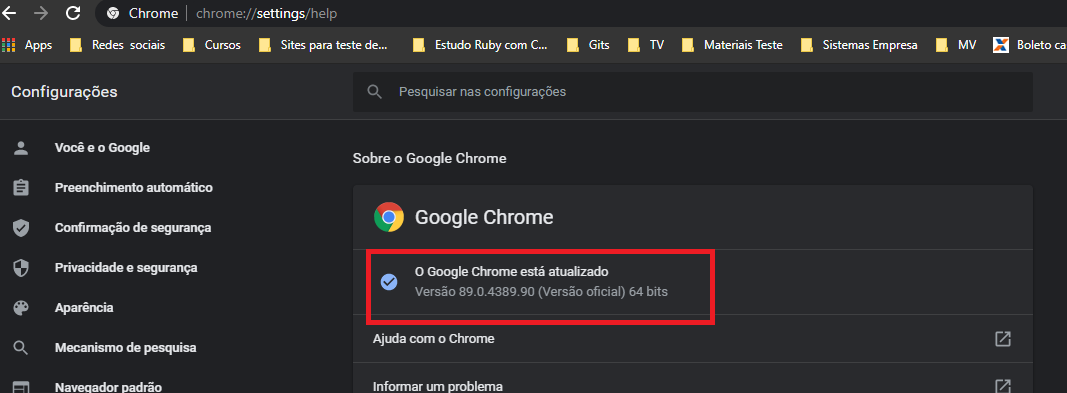 Chrome | chrome://settings/help
Apps Redes sociais Cursos Sites para teste de... Estudo Ruby com C... Gits TV Materiais Teste Sistemas Empresa MV Boleto ca
Configurações
Pesquisar nas configurações
Você e o Google
Preenchimento automático
Confirmação de segurança
Privacidade e segurança
Aparência
Mecanismo de pesquisa
Navegador padrão
Sobre o Google Chrome
Google Chrome
O Google Chrome está atualizado
Versão 89.0.4389.90 (Versão oficial) 64 bits
Ajuda com o Chrome
Informar um problema